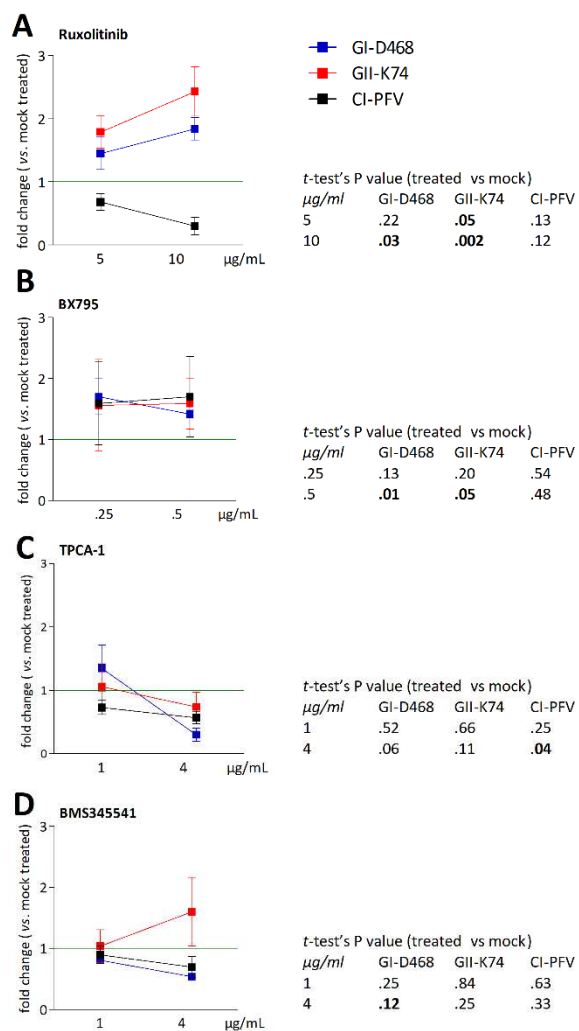 A
Ruxolitinib
GI-D468
GII-K74
CI-PFV
fold change ( vs. mock treated)
3
2
1
0
5 10 µg/mL
t-test's P value (treated vs mock)
µg/ml GI-D468 GII-K74 CI-PFV
5 .22 .05 .13
10 .03 .002 .12
B
BX795
fold change ( vs. mock treated)
3
2
1
0
.25 .5 µg/mL
t-test's P value (treated vs mock)
µg/ml GI-D468 GII-K74 CI-PFV
.25 .13 .20 .54
.5 .01 .05 .48
C
TPCA-1
fold change ( vs. mock treated)
3
2
1
0
1 4 µg/mL
t-test's P value (treated vs mock)
µg/ml GI-D468 GII-K74 CI-PFV
1 .52 .66 .25
4 .06 .11 .04
D
BMS345541
fold change ( vs. mock treated)
3
2
1
0
1 4 µg/mL
t-test's P value (treated vs mock)
µg/ml GI-D468 GII-K74 CI-PFV
1 .25 .84 .63
4 .12 .25 .33